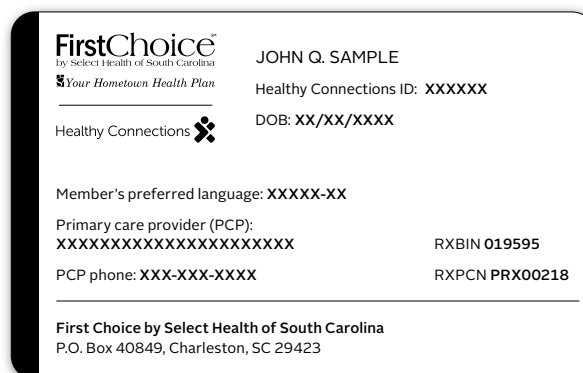 FirstChoice℠
by Select Health of South Carolina
Your Hometown Health Plan
Healthy Connections
JOHN Q. SAMPLE
Healthy Connections ID: XXXXXX
DOB: XX/XX/XXXX
Member's preferred language: XXXXX-XX
Primary care provider (PCP):
XXXXXXXXXXXXXXXXXXXXXX
RXBIN 019595
PCP phone: XXX-XXX-XXXX
RXPCN PRX00218
First Choice by Select Health of South Carolina
P.O. Box 40849, Charleston, SC 29423